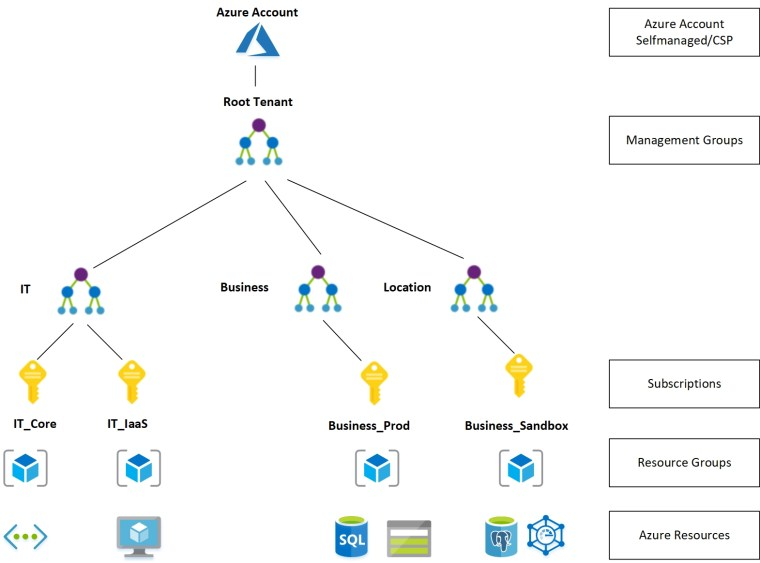 Azure Account
Azure Account
Selfmanaged/CSP
Root Tenant
Management Groups
IT
Business
Location
Subscriptions
IT_Core
IT_IaaS
Business_Prod
Business_Sandbox
Resource Groups
SQL
Azure Resources